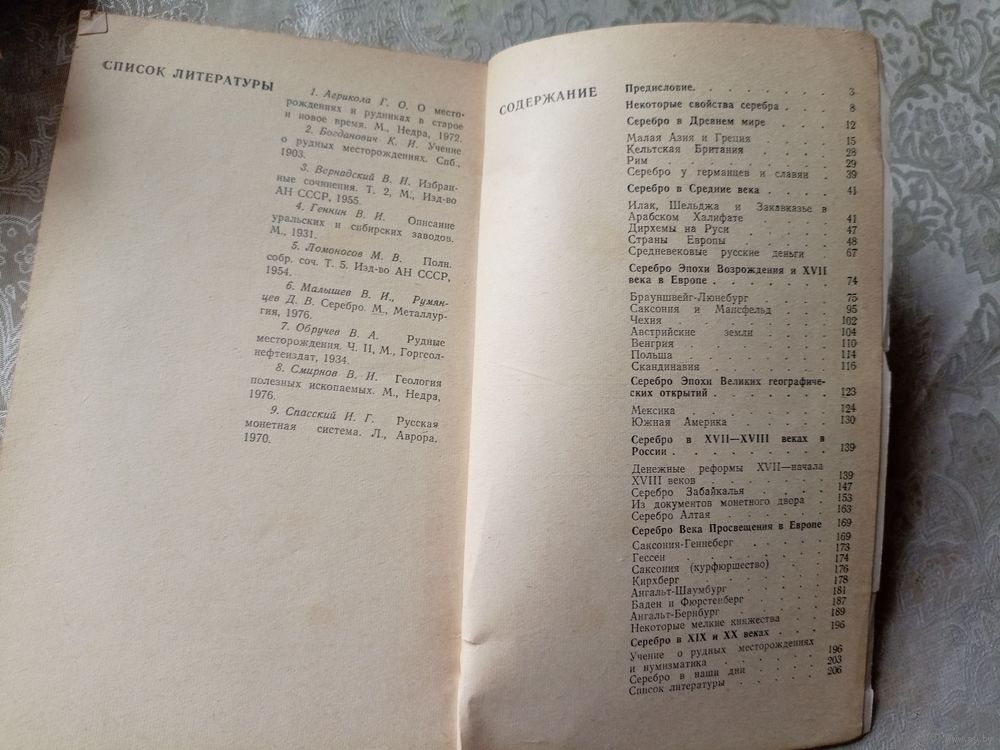 СПИСОК ЛИТЕРАТУРЫ
1. Агрикола Г. О. О место-
рождениях и рудниках в старое
и новое время. М., Недра, 1972.
2. Богданович К. И. Учение
о рудных месторождениях. Спб.,
1903.
3. Вернадский В. И. Избран-
ные сочинения. Т. 2, М., Изд-во
АН СССР, 1955.
4. Геннин В. И. Описание
уральских и сибирских заводов.
М., 1931.
5. Ломоносов М. В. Полн.
собр. соч. Т. 5. Изд-во АН СССР,
1954.
6. Малышев В. И., Румян-
цев Д. В. Серебро. М., Металлур-
гия, 1976.
7. Обручев В. А. Рудные
месторождения. Ч. II, М., Горгеол-
нефтеиздат, 1934.
8. Смирнов В. И. Геология
полезных ископаемых. М., Недра,
1976.
9. Спасский И. Г. Русская
монетная система. Л., Аврора.
1970.
СОДЕРЖАНИЕ
Предисловие. . . . . . . . 3
Некоторые свойства серебра . . . 8
Серебро в Древнем мире . . . 12
Малая Азия и Греция . . . . 15
Кельтская Британия . . . . 28
Рим . . . . . . . . 29
Серебро у германцев и славян . 39
Серебро в Средние века . . . . 41
Илак, Шельджа и Закавказье в
Арабском Халифате . . . . 41
Дирхемы на Руси . . . . 47
Страны Европы . . . . . 48
Средневековые русские деньги . . 67
Серебро Эпохи Возрождения и XVII
века в Европе . . . . . . 74
Брауншвейг-Люнебург . . . . 75
Саксония и Мансфельд . . . 95
Чехия . . . . . . . 102
Австрийские земли . . . . 104
Венгрия . . . . . . . 110
Польша . . . . . . . 114
Скандинавия . . . . . . 116
Серебро Эпохи Великих географиче-
ских открытий . . . . . . 123
Мексика . . . . . . . 124
Южная Америка . . . . . 130
Серебро в XVII—XVIII веках в
России . . . . . . . . 139
Денежные реформы XVII—начала
XVIII веков . . . . . . 139
Серебро Забайкалья . . . . 147
Из документов монетного двора . 153
Серебро Алтая . . . . . 163
Серебро Века Просвещения в Европе 169
Саксония-Геннеберг . . . . 169
Гессен . . . . . . . 173
Саксония (курфюршество) . . 174
Кирхберг . . . . . . . 176
Ангальт-Шаумбург . . . . 178
Баден и Фюрстенберг . . . . 181
Ангальт-Бернбург . . . . 187
Некоторые мелкие княжества . . 189
Серебро в XIX и XX веках . . . 196
Учение о рудных месторождениях
и нумизматика . . . . . 196
Серебро в наши дни . . . . 203
Список литературы . . . . . 206
www.ay.by